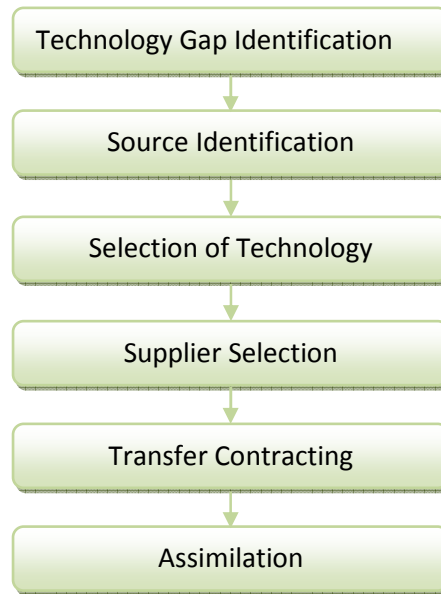 Technology Gap Identification
Source Identification
Selection of Technology
Supplier Selection
Transfer Contracting
Assimilation